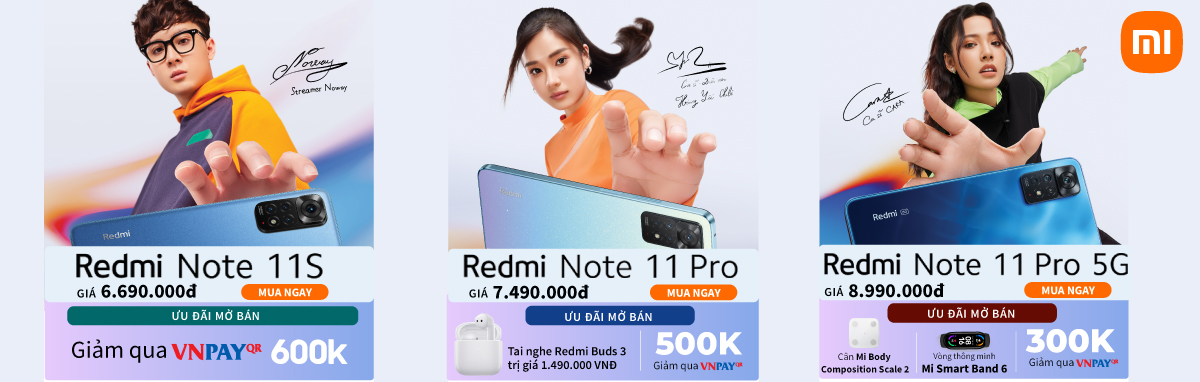 Noway
Streamer Noway
Redmi
Redmi Note 11S
GIÁ 6.690.000đ
MUA NGAY
ƯU ĐÃI MỞ BÁN
Giảm qua VNPAYQR 600k
Ca sĩ
Redmi
Redmi Note 11 Pro
GIÁ 7.490.000đ
MUA NGAY
ƯU ĐÃI MỞ BÁN
Tai nghe Redmi Buds 3
trị giá 1.490.000 VNĐ
500K
Giảm qua VNPAYQR
mi
Cara
Ca sĩ CARA
Redmi
Redmi Note 11 Pro 5G
GIÁ 8.990.000đ
MUA NGAY
ƯU ĐÃI MỞ BÁN
Cân Mi Body
Composition Scale 2
Vòng thông minh
Mi Smart Band 6
300K
Giảm qua VNPAYQR